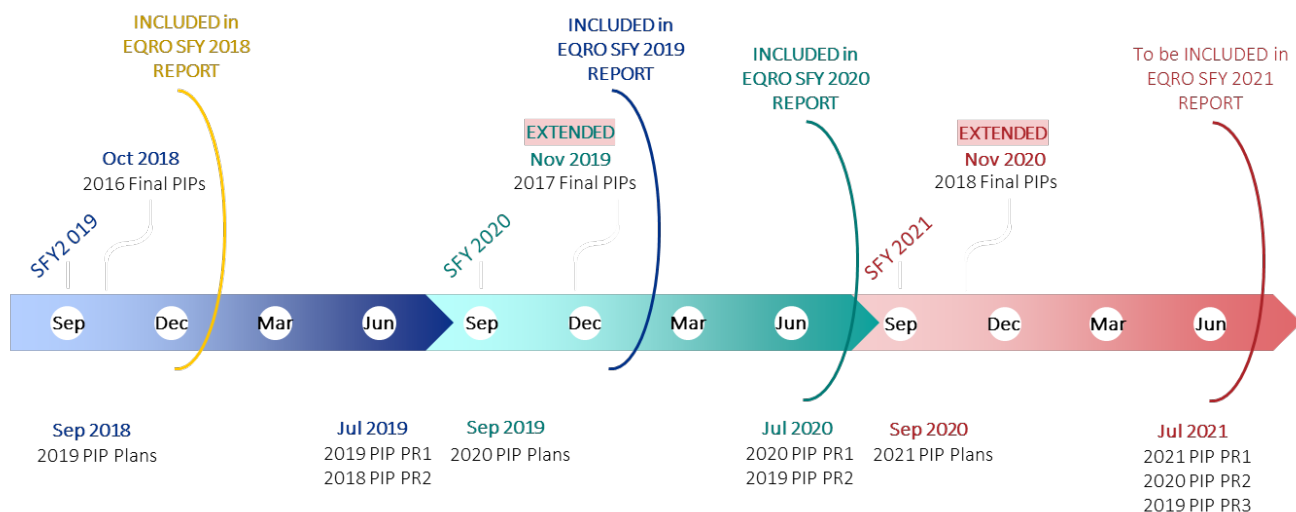 INCLUDED in
EQRO SFY 2018
REPORT
INCLUDED in
EQRO SFY 2019
REPORT
INCLUDED in
EQRO SFY 2020
REPORT
To be INCLUDED in
EQRO SFY 2021
REPORT
Oct 2018
2016 Final PIPs
EXTENDED
Nov 2019
2017 Final PIPs
EXTENDED
Nov 2020
2018 Final PIPs
SFY2 019
SFY 2020
SFY 2021
Sep Dec Mar Jun Sep Dec Mar Jun Sep Dec Mar Jun
Sep 2018
2019 PIP Plans
Jul 2019
2019 PIP PR1
2018 PIP PR2
Sep 2019
2020 PIP Plans
Jul 2020
2020 PIP PR1
2019 PIP PR2
Sep 2020
2021 PIP Plans
Jul 2021
2021 PIP PR1
2020 PIP PR2
2019 PIP PR3